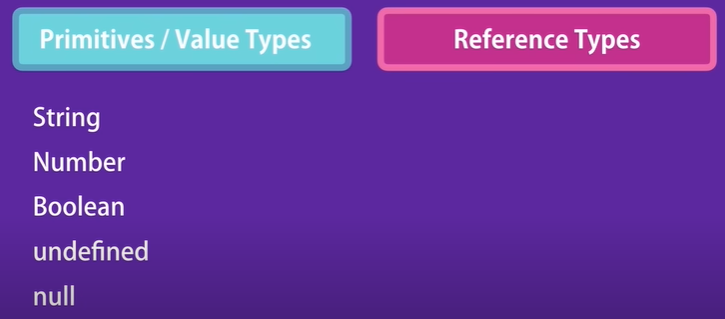 Primitives / Value Types
Reference Types
String
Number
Boolean
undefined
null